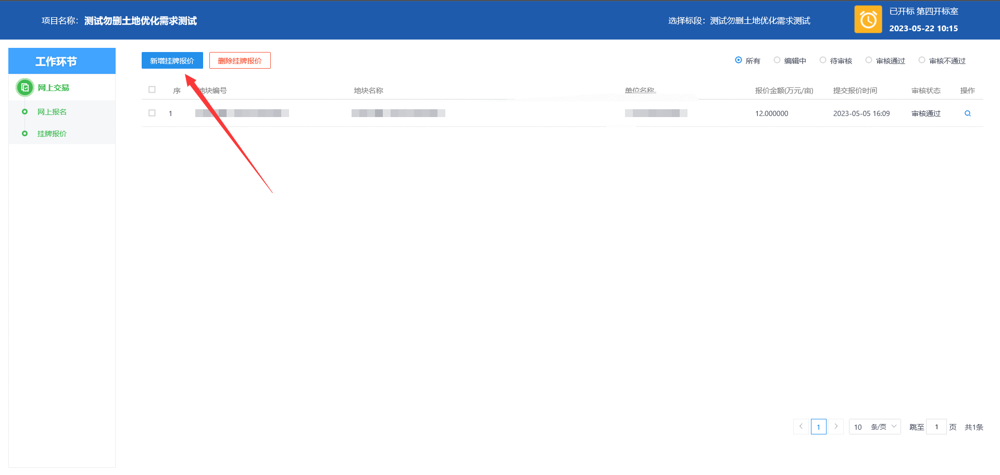 项目名称：测试勿删土地优化需求测试
选择标段：测试勿删土地优化需求测试
已开标 第四开标室
2023-05-22 10:15
工作环节
网上交易
网上报名
挂牌报价
新增挂牌报价 删除挂牌报价
所有 编辑中 待审核 审核通过 审核不通过
序 地块编号 地块名称 单位名称 报价金额(万元/亩) 提交报价时间 审核状态 操作
1 12.000000 2023-05-05 16:09 审核通过
1 10 条/页 跳至 1 页 共1条